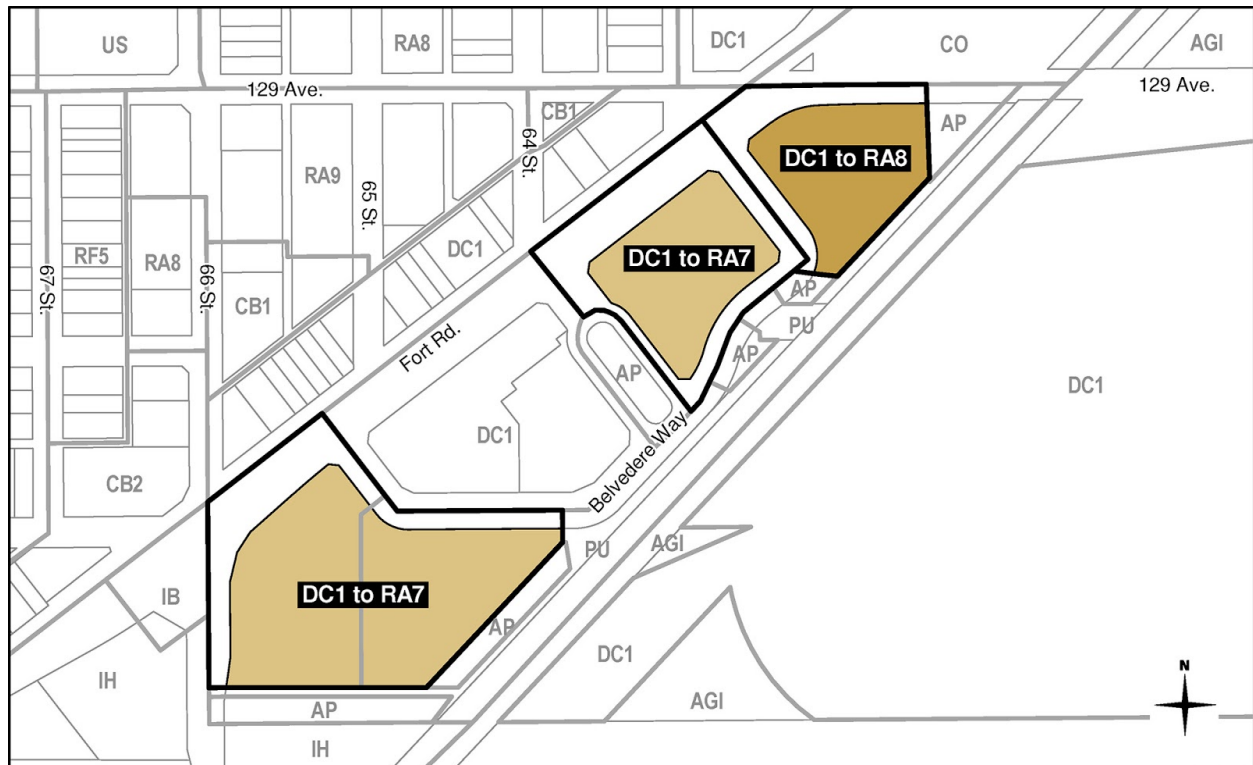 US
RA8
DC1
CO
AGI
129 Ave.
129 Ave.
CB1
64 St.
AP
DC1 to RA8
RA9
65 St.
RF5
RA8
67 St.
66 St.
DC1
DC1 to RA7
CB1
AP
PU
Fort Rd.
AP
AP
DC1
DC1
Belvedere Way
CB2
PU
AGI
IB
DC1 to RA7
AP
DC1
IH
AGI
AP
IH
N